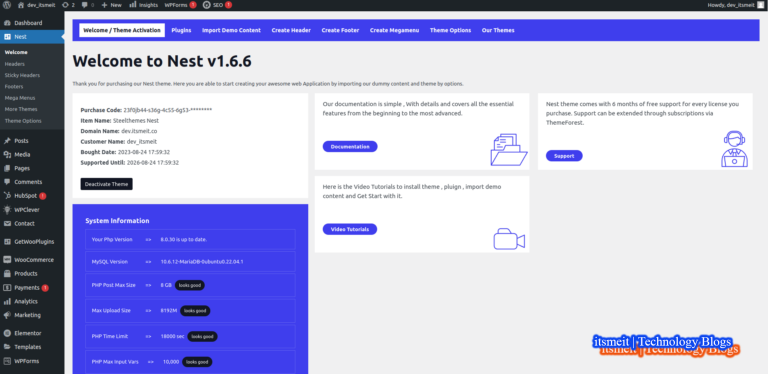 dev_itsmeit
2
0
New
Insights
WPForms 1
SEO 1
Howdy, dev_itsmeit
Dashboard
Nest
Welcome
Headers
Sticky Headers
Footers
Mega Menus
More Themes
Theme Options
Posts
Media
Pages
Comments
HubSpot 1
WPClever
Contact
GetWooPlugins
WooCommerce
Products
Payments 1
Analytics
Marketing
Elementor
Templates
WPForms
Welcome / Theme Activation Plugins Import Demo Content Create Header Create Footer Create Megamenu Theme Options Our Themes
Welcome to Nest v1.6.6
Thank you for purchasing our Nest theme. Here you are able to start creating your awesome web Application by importing our dummy content and theme by options.
Item Name: Steelthemes Nest
Domain Name: dev.itsmeit.co
Customer Name: dev_itsmeit
Bought Date: 2023-08-24 17:59:32
Supported Until: 2026-08-24 17:59:32
Deactivate Theme
System Information
Your Php Version => 8.0.30 is up to date.
MySQL Version => 10.6.12-MariaDB-0ubuntu0.22.04.1
PHP Post Max Size => 8 GB looks good
Max Upload Size => 8192M looks good
PHP Time Limit => 18000 sec looks good
PHP Max Input Vars => 10,000 looks good
Our documentation is simple , With details and covers all the essential
features from the beginning to the most advanced.
Documentation
Here is the Video Tutorials to install theme , pluign , import demo
content and Get Start with it.
Video Tutorials
Nest theme comes with 6 months of free support for every license you
purchase. Support can be extended through subscriptions via
ThemeForest.
Support
itsmeit | Technology Blogs
itsmeit | Technology Blogs